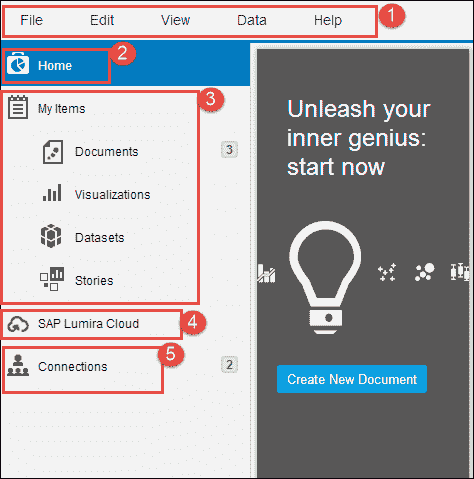 File Edit View Data Help 1
Home 2
My Items 3
Documents 3
Visualizations
Datasets
Stories
SAP Lumira Cloud 4
Connections 5 2
Unleash your
inner genius:
start now
Create New Document